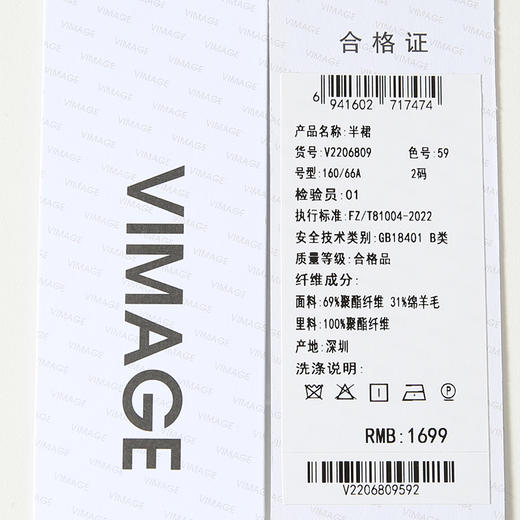 VIMAGE
合格证
6 941602 717474
产品名称:半裙
货号:V2206809 色号:59
号型:160/66A 2码
检验员:01
执行标准:FZ/T81004-2022
安全技术类别:GB18401 B类
质量等级:合格品
纤维成分:
面料:69%聚酯纤维 31%绵羊毛
里料:100%聚酯纤维
产地:深圳
洗涤说明:
RMB:1699
V2206809592